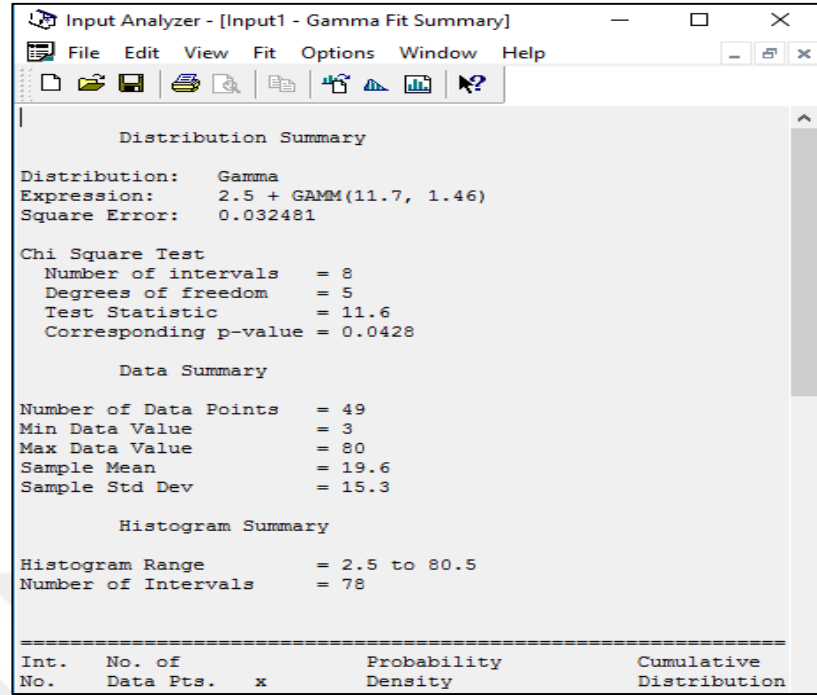 Input Analyzer - [Input1 - Gamma Fit Summary]
File Edit View Fit Options Window Help
Distribution Summary
Distribution: Gamma
Expression: 2.5 + GAMM(11.7, 1.46)
Square Error: 0.032481
Chi Square Test
Number of intervals = 8
Degrees of freedom = 5
Test Statistic = 11.6
Corresponding p-value = 0.0428
Data Summary
Number of Data Points = 49
Min Data Value = 3
Max Data Value = 80
Sample Mean = 19.6
Sample Std Dev = 15.3
Histogram Summary
Histogram Range = 2.5 to 80.5
Number of Intervals = 78
==============================================================
Int. No. of Probability Cumulative
No. Data Pts. x Density Distribution